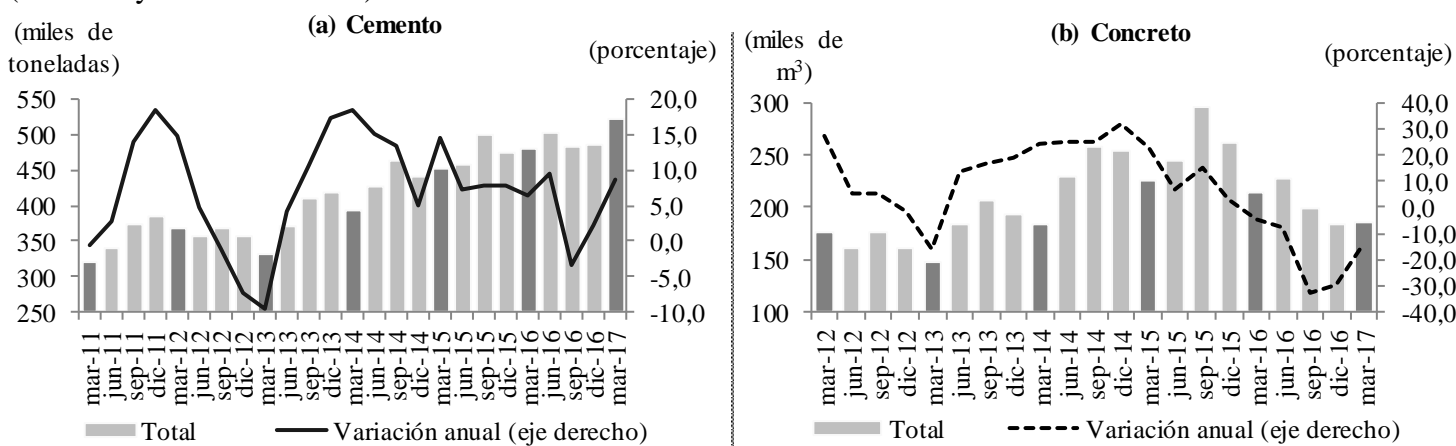 (a) Cemento
(miles de
toneladas)
(porcentaje)
550
500
450
400
350
300
250
20,0
15,0
10,0
5,0
0,0
-5,0
-10,0
mar-11
jun-11
sep-11
dic-11
mar-12
jun-12
sep-12
dic-12
mar-13
jun-13
sep-13
dic-13
mar-14
jun-14
sep-14
dic-14
mar-15
jun-15
sep-15
dic-15
mar-16
jun-16
sep-16
dic-16
mar-17
Total
Variación anual (eje derecho)
(b) Concreto
(miles de
m³)
(porcentaje)
300
250
200
150
100
40,0
30,0
20,0
10,0
0,0
-10,0
-20,0
-30,0
-40,0
mar-12
jun-12
sep-12
dic-12
mar-13
jun-13
sep-13
dic-13
mar-14
jun-14
sep-14
dic-14
mar-15
jun-15
sep-15
dic-15
mar-16
jun-16
sep-16
dic-16
mar-17
Total
Variación anual (eje derecho)